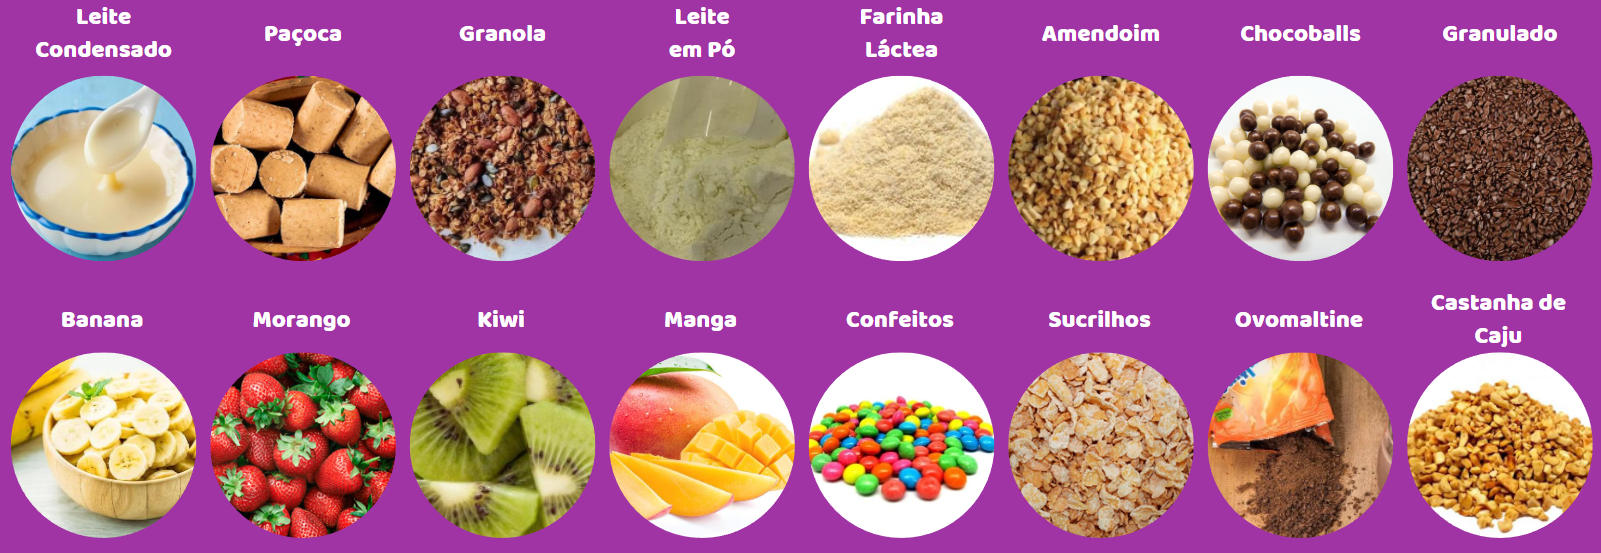 Leite
Condensado
Paçoca
Granola
Leite
em Pó
Farinha
Láctea
Amendoim
Chocoballs
Granulado
Banana
Morango
Kiwi
Manga
Confeitos
Sucrilhos
Ovomaltine
Castanha de
Caju